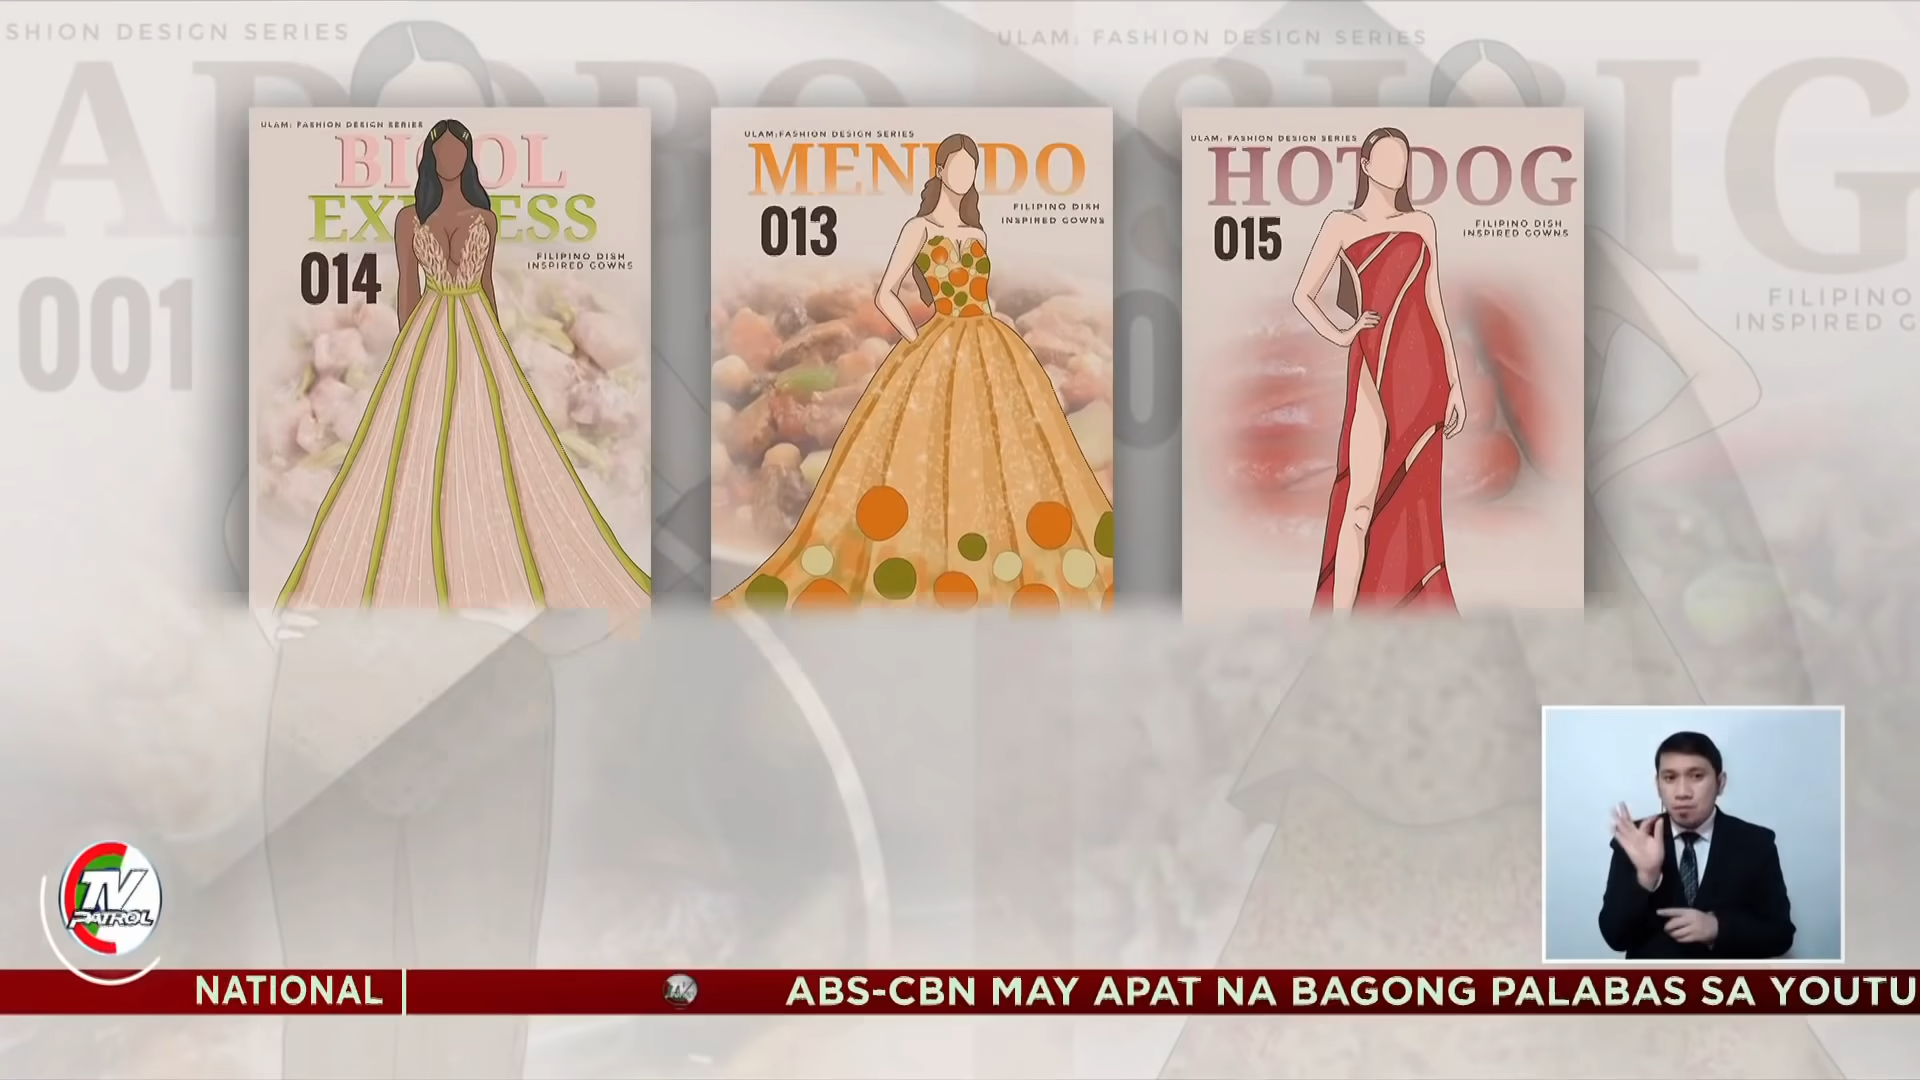 SHION DESIGN SERIES
ULAM: FASHION DESIGN SERIES
ADOBO
SISIG
001
FILIPINO
INSPIRED G
ULAM: FASHION DESIGN SERIES
BICOL
EXPRESS
014
FILIPINO DISH
INSPIRED GOWNS
ULAM:FASHION DESIGN SERIES
MENUDO
013
FILIPINO DISH
INSPIRED GOWNS
ULAM: FASHION DESIGN SERIES
HOTDOG
015
FILIPINO DISH
INSPIRED GOWNS
TV
PATROL
NATIONAL
ABS-CBN MAY APAT NA BAGONG PALABAS SA YOUTU